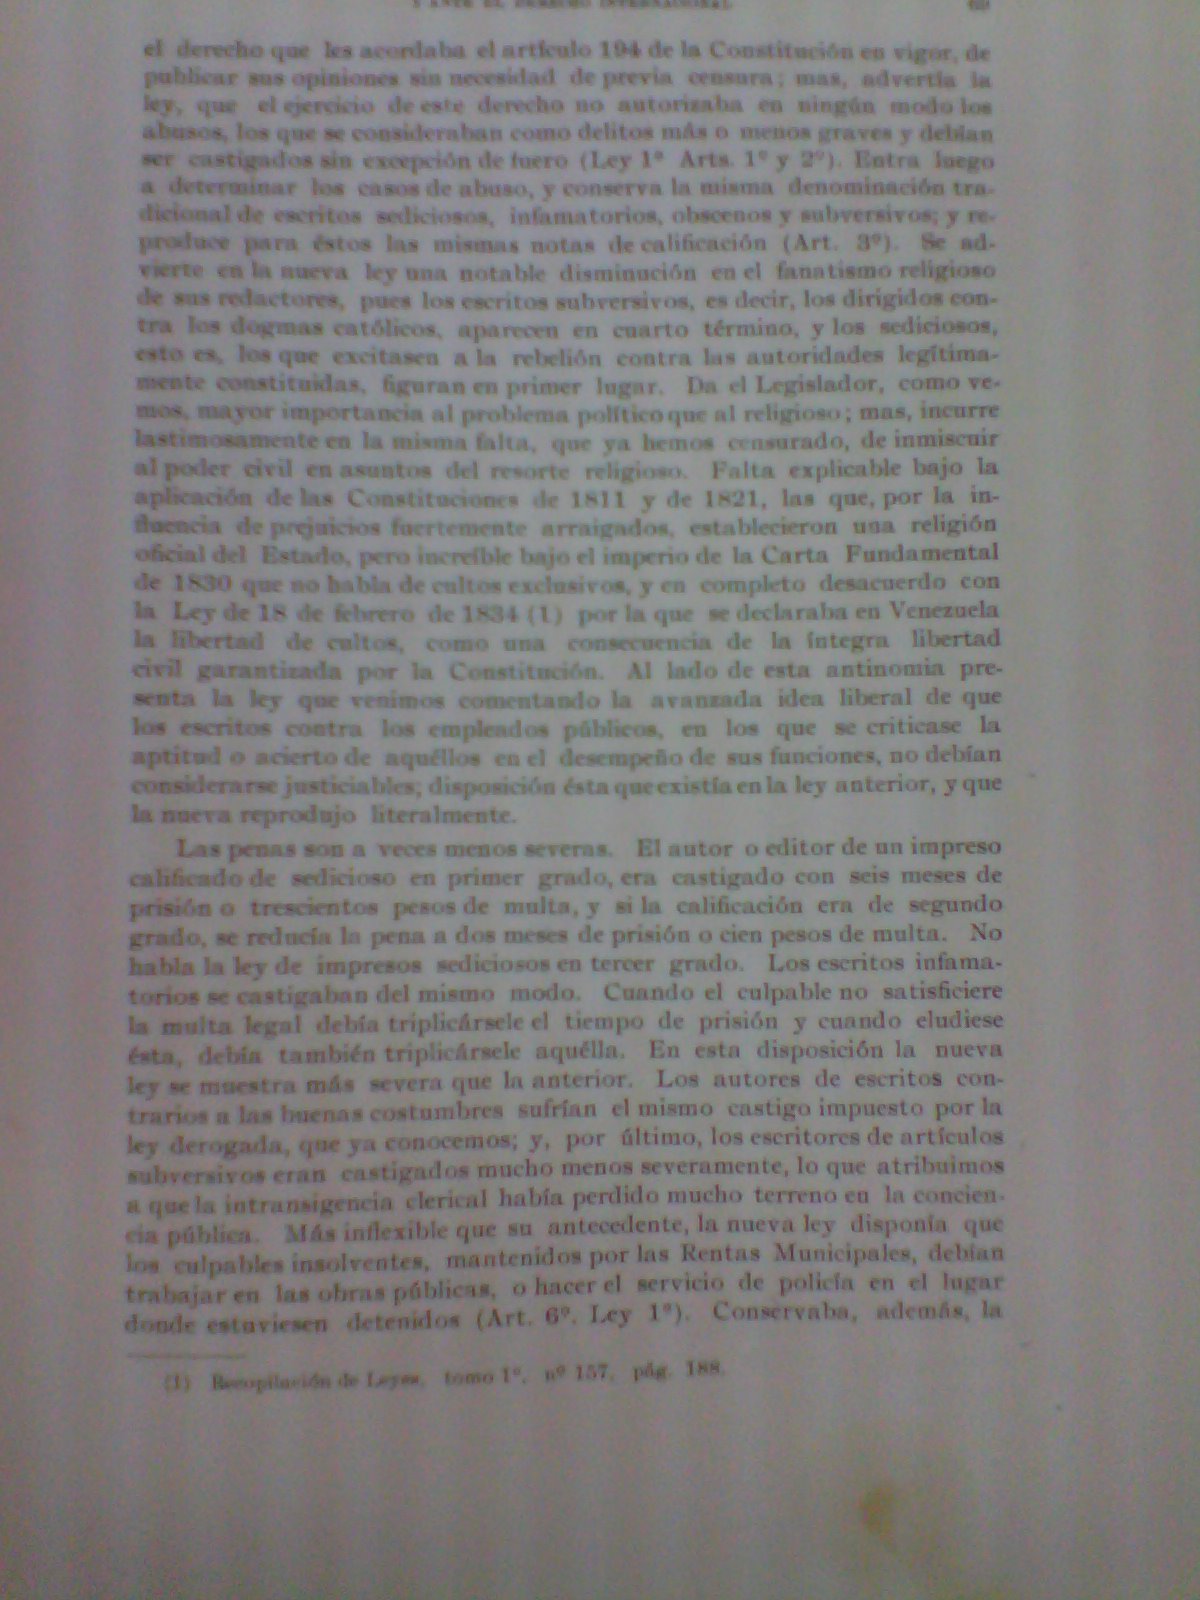 Y ANTE EL DERECHO INTERNACIONAL
el derecho que les acordaba el artículo 194 de la Constitución en vigor, de
publicar sus opiniones sin necesidad de previa censura; mas, advertía la
ley, que el ejercicio de este derecho no autorizaba en ningún modo los
abusos, los que se consideraban como delitos más o menos graves y debían
ser castigados sin excepción de fuero (Ley 1ª Arts. 1º y 2º). Entra luego
a determinar los casos de abuso, y conserva la misma denominación tra-
dicional de escritos sediciosos, infamatorios, obscenos y subversivos; y re-
produce para éstos las mismas notas de calificación (Art. 3º). Se ad-
vierte en la nueva ley una notable disminución en el fanatismo religioso
de sus redactores, pues los escritos subversivos, es decir, los dirigidos con-
tra los dogmas católicos, aparecen en cuarto término, y los sediciosos,
esto es, los que excitasen a la rebelión contra las autoridades legítima-
mente constituidas, figuran en primer lugar. Da el Legislador, como ve-
mos, mayor importancia al problema político que al religioso; mas, incurre
lastimosamente en la misma falta, que ya hemos censurado, de inmiscuir
al poder civil en asuntos del resorte religioso. Falta explicable bajo la
aplicación de las Constituciones de 1811 y de 1821, las que, por la in-
fluencia de prejuicios fuertemente arraigados, establecieron una religión
oficial del Estado, pero increíble bajo el imperio de la Carta Fundamental
de 1830 que no habla de cultos exclusivos, y en completo desacuerdo con
la Ley de 18 de febrero de 1834 (1) por la que se declaraba en Venezuela
la libertad de cultos, como una consecuencia de la íntegra libertad
civil garantizada por la Constitución. Al lado de esta antinomia pre-
senta la ley que venimos comentando la avanzada idea liberal de que
los escritos contra los empleados públicos, en los que se criticase la
aptitud o acierto de aquéllos en el desempeño de sus funciones, no debían
considerarse justiciables; disposición ésta que existía en la ley anterior, y que
la nueva reprodujo literalmente.
Las penas son a veces menos severas. El autor o editor de un impreso
calificado de sedicioso en primer grado, era castigado con seis meses de
prisión o trescientos pesos de multa, y si la calificación era de segundo
grado, se reducía la pena a dos meses de prisión o cien pesos de multa. No
habla la ley de impresos sediciosos en tercer grado. Los escritos infama-
torios se castigaban del mismo modo. Cuando el culpable no satisficiere
la multa legal debía triplicársele el tiempo de prisión y cuando eludiese
ésta, debía también triplicársele aquélla. En esta disposición la nueva
ley se muestra más severa que la anterior. Los autores de escritos con-
trarios a las buenas costumbres sufrían el mismo castigo impuesto por la
ley derogada, que ya conocemos; y, por último, los escritores de artículos
subversivos eran castigados mucho menos severamente, lo que atribuimos
a que la intransigencia clerical había perdido mucho terreno en la concien-
cia pública. Más inflexible que su antecedente, la nueva ley disponía que
los culpables insolventes, mantenidos por las Rentas Municipales, debían
trabajar en las obras públicas, o hacer el servicio de policía en el lugar
donde estuviesen detenidos (Art. 6º. Ley 1ª). Conservaba, además, la
(1) Recopilación de Leyes, tomo 1º, nº 157, pág. 188.